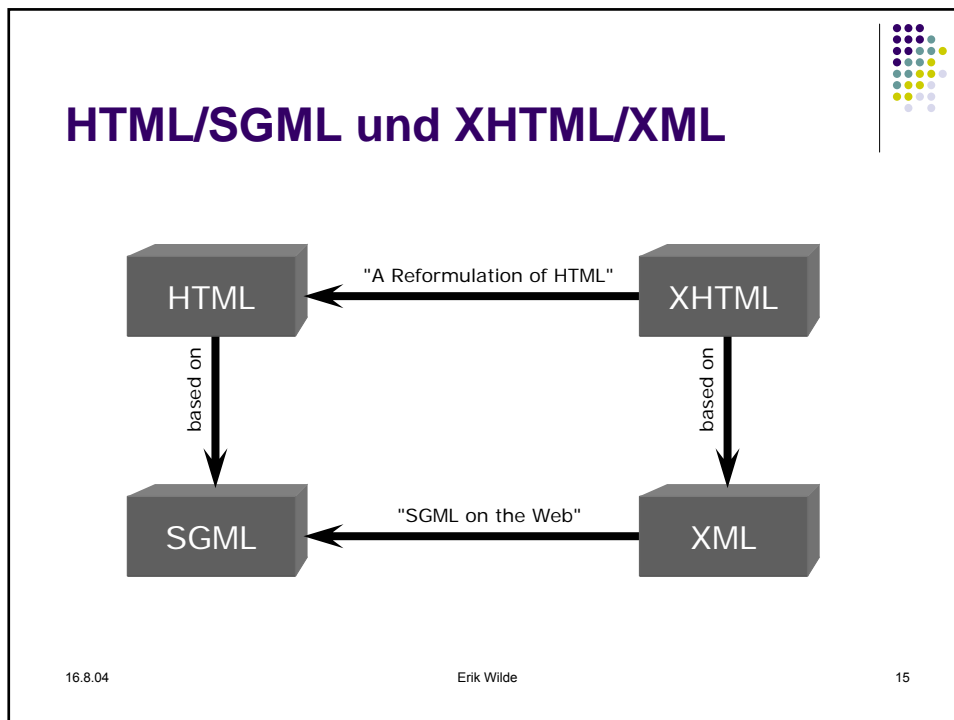 HTML/SGML und XHTML/XML
"A Reformulation of HTML"
HTML
XHTML
based on
based on
"SGML on the Web"
SGML
XML
16.8.04
Erik Wilde
15